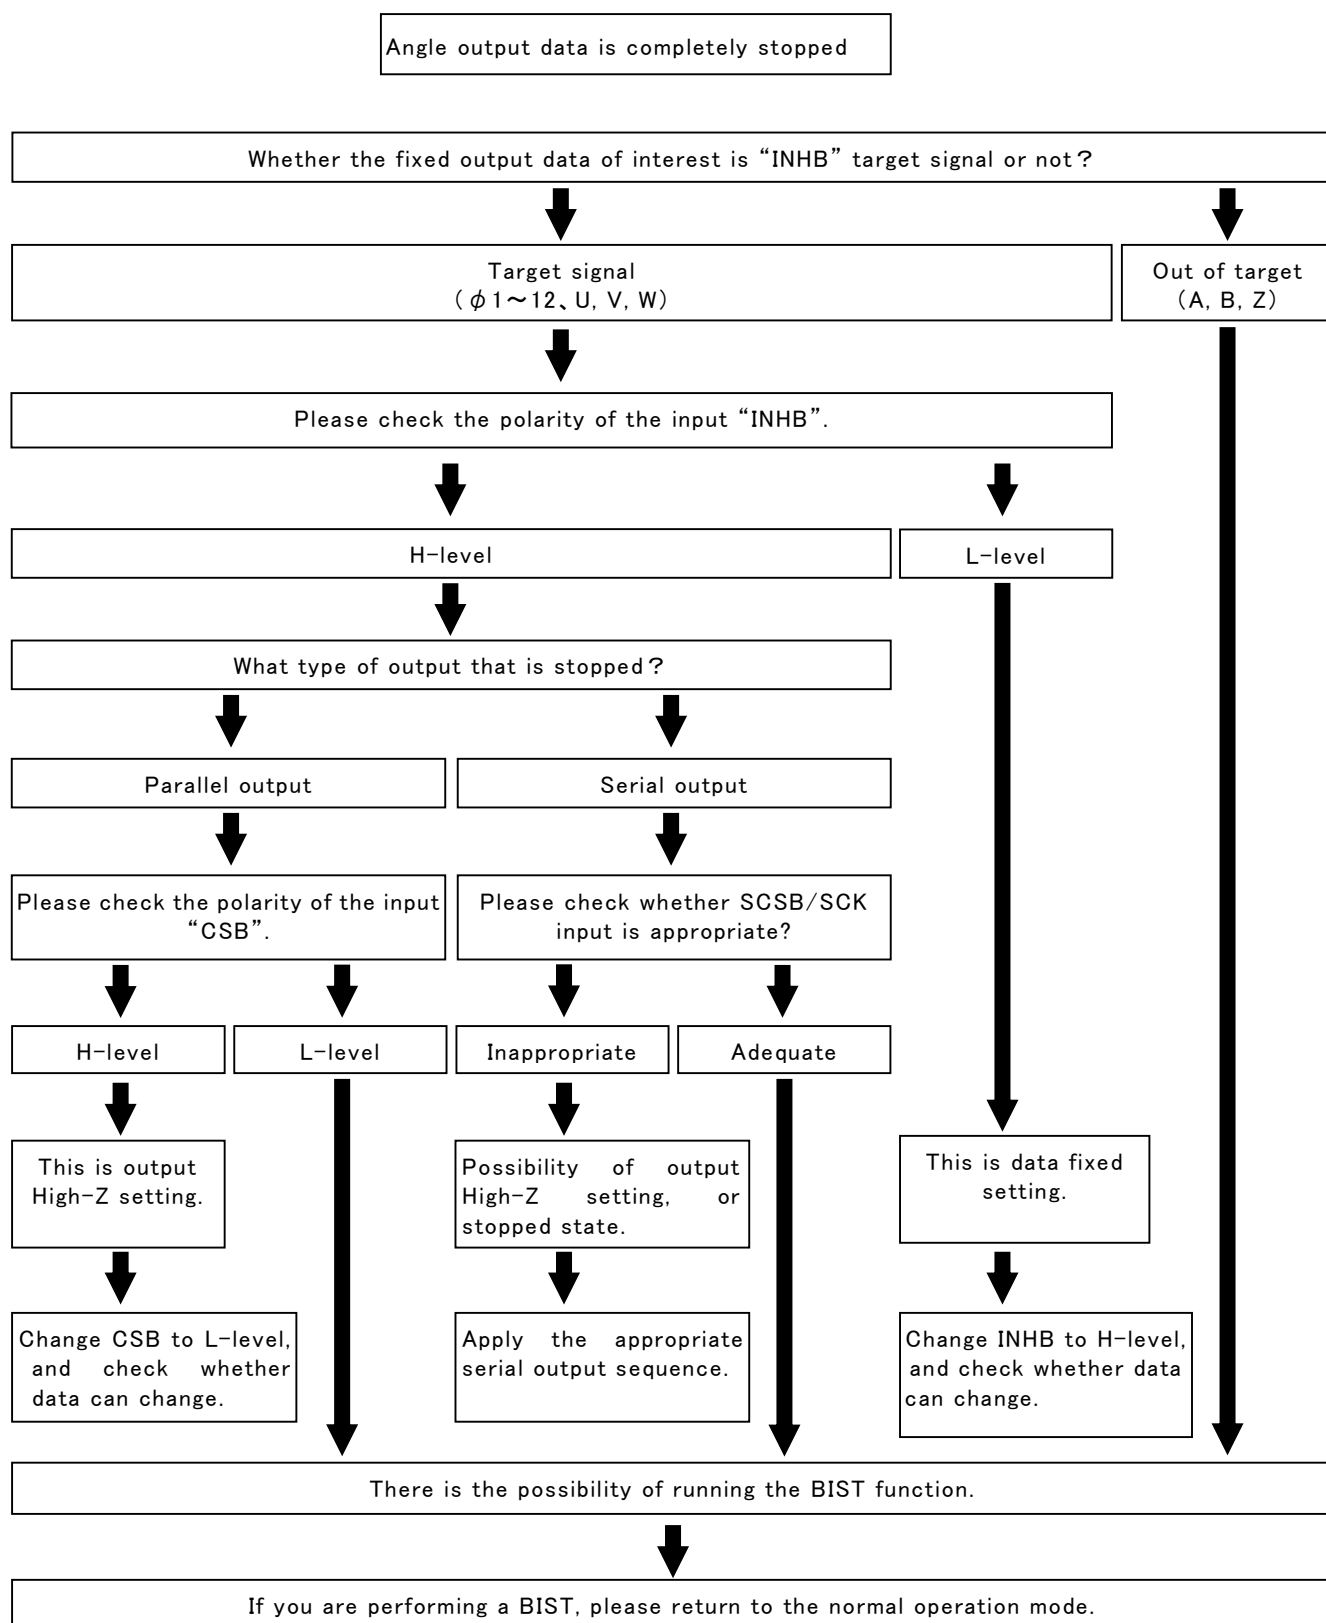 Angle output data is completely stopped
Whether the fixed output data of interest is “INHB” target signal or not？
Target signal
（φ1～12、U, V, W）
Out of target
（A, B, Z）
Please check the polarity of the input “INHB”.
H-level
L-level
What type of output that is stopped？
Parallel output
Serial output
Please check the polarity of the input
“CSB”.
Please check whether SCSB/SCK
input is appropriate?
H-level
L-level
Inappropriate
Adequate
This is output
High-Z setting.
Possibility of output
High-Z setting, or
stopped state.
This is data fixed
setting.
Change CSB to L-level,
and check whether
data can change.
Apply the appropriate
serial output sequence.
Change INHB to H-level,
and check whether data
can change.
There is the possibility of running the BIST function.
If you are performing a BIST, please return to the normal operation mode.